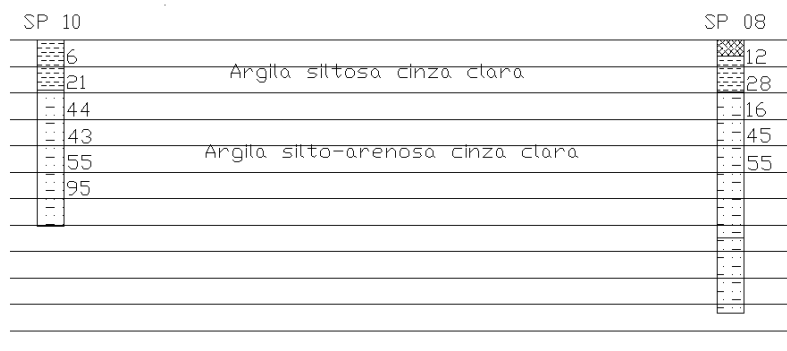 SP 10 SP 08
6 12
Argila siltosa cinza clara
21 28
44 16
43 45
Argila silto-arenosa cinza clara
55 55
95